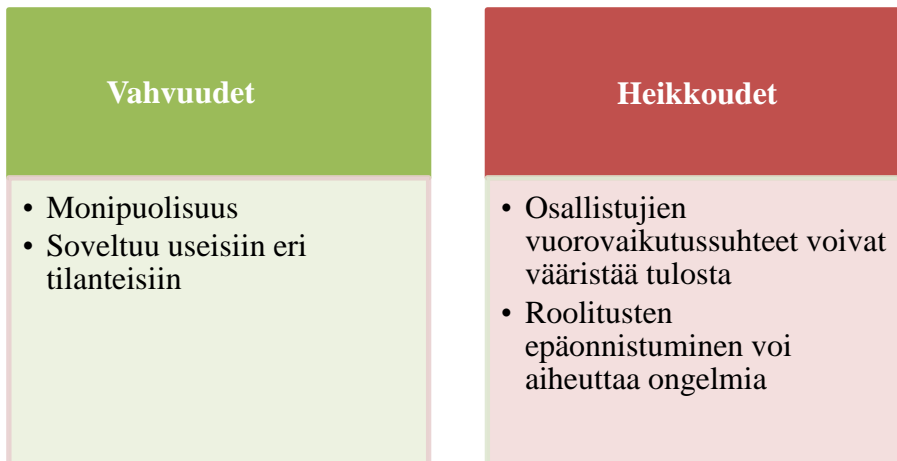 Vahvuudet
• Monipuolisuus
• Soveltuu useisiin eri
tilanteisiin
Heikkoudet
• Osallistujien
vuorovaikutussuhteet voivat
vääristää tulosta
• Roolitusten
epäonnistuminen voi
aiheuttaa ongelmia